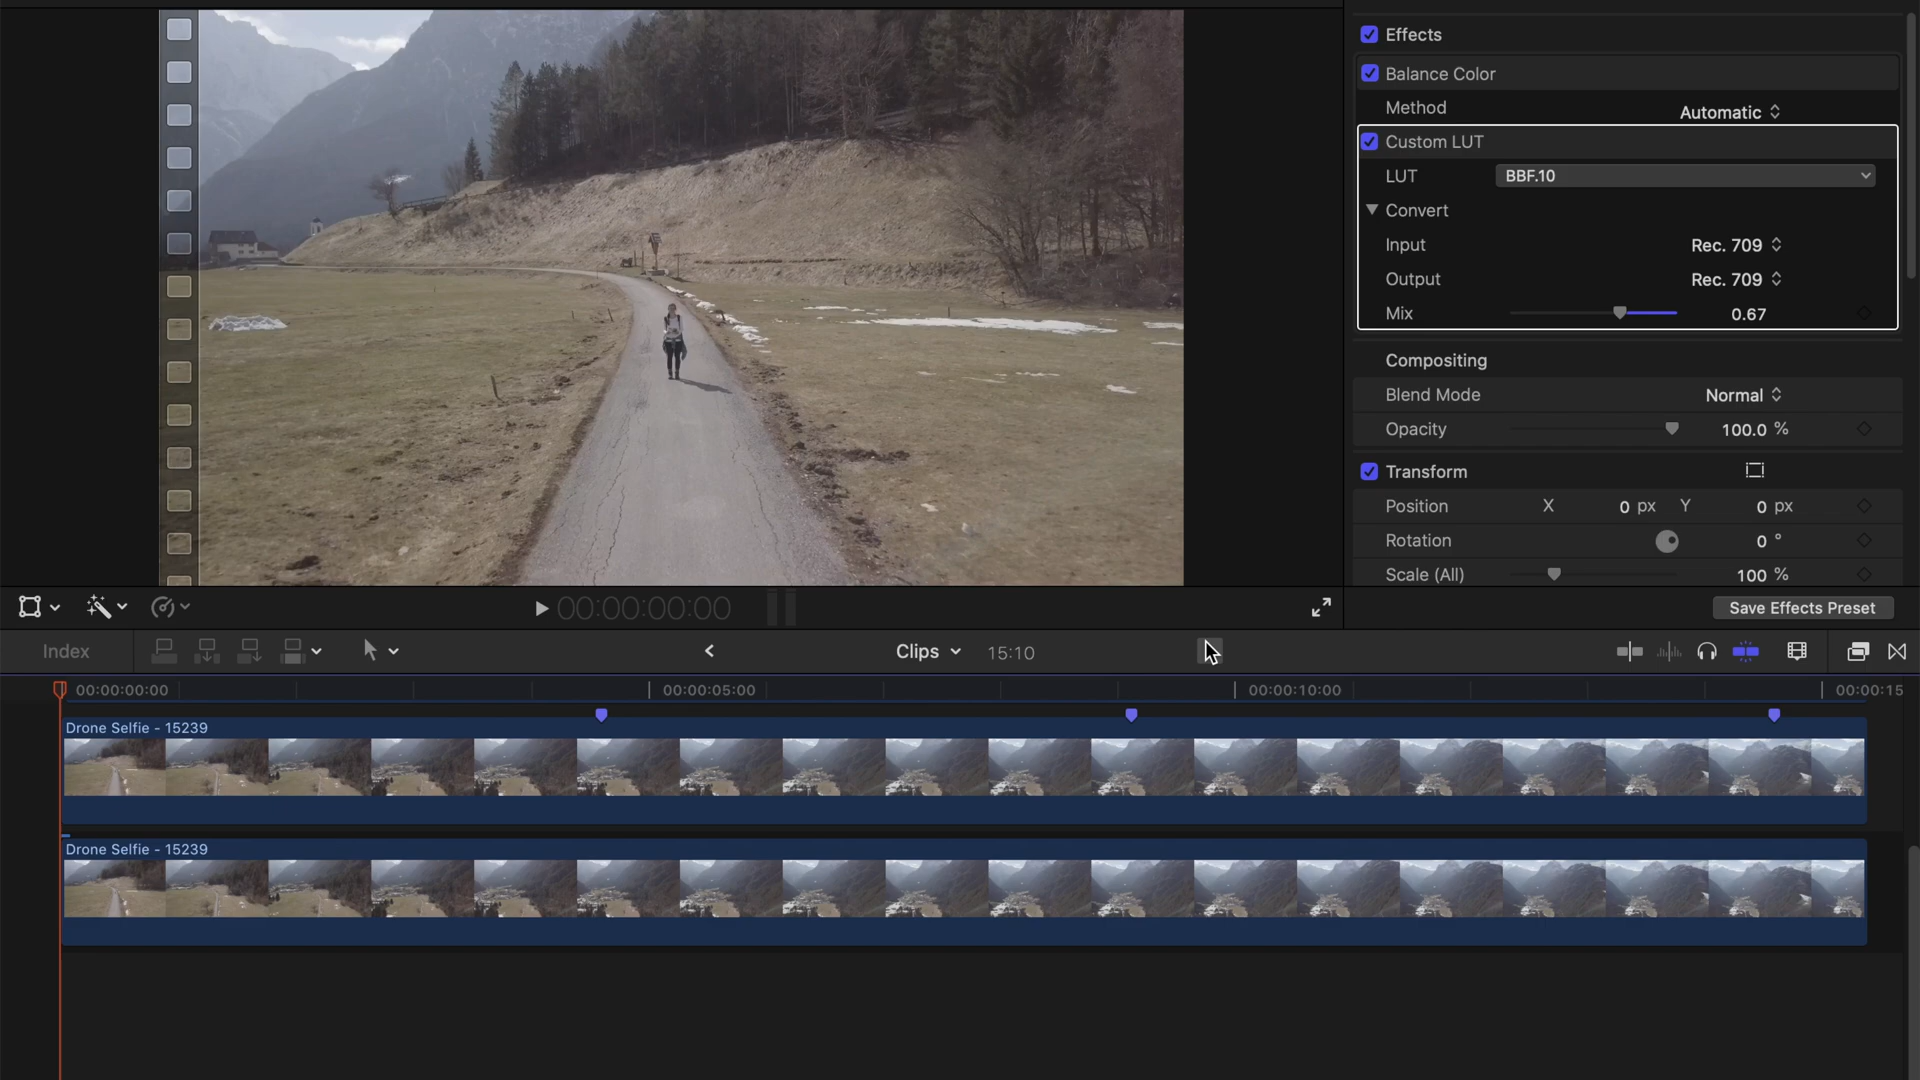 Effects
Balance Color
Method Automatic
Custom LUT
LUT BBF.10
Convert
Input Rec. 709
Output Rec. 709
Mix 0.67
Compositing
Blend Mode Normal
Opacity 100.0 %
Transform
Position X 0 px Y 0 px
Rotation 0 °
Scale (All) 100 %
00:00:00:00
Save Effects Preset
Index Clips 15:10
00:00:00:00 00:00:05:00 00:00:10:00 00:00:15
Drone Selfie - 15239
Drone Selfie - 15239